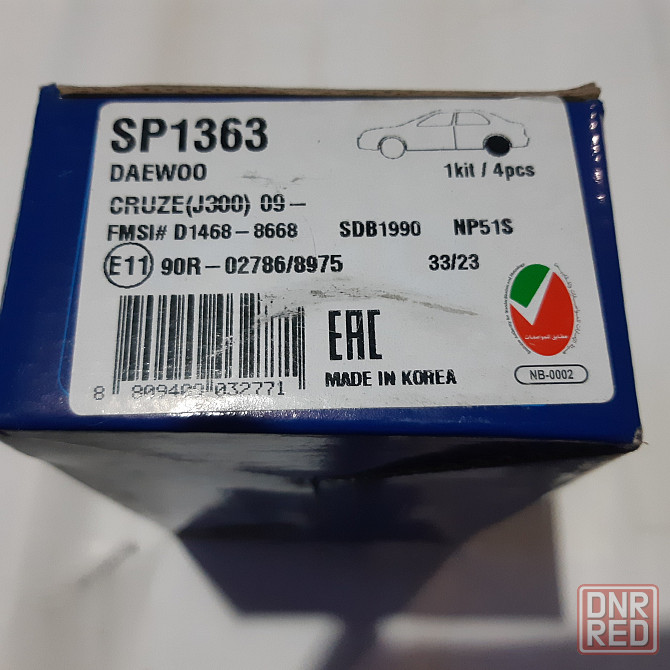 SP1363
DAEWOO
1kit / 4pcs
CRUZE(J300) 09-
FMSI# D1468-8668 SDB1990 NP51S
E11 90R-02786/8975 33/23
EAC
MADE IN KOREA
8 809409 032771
NB-0002
DNR
RED